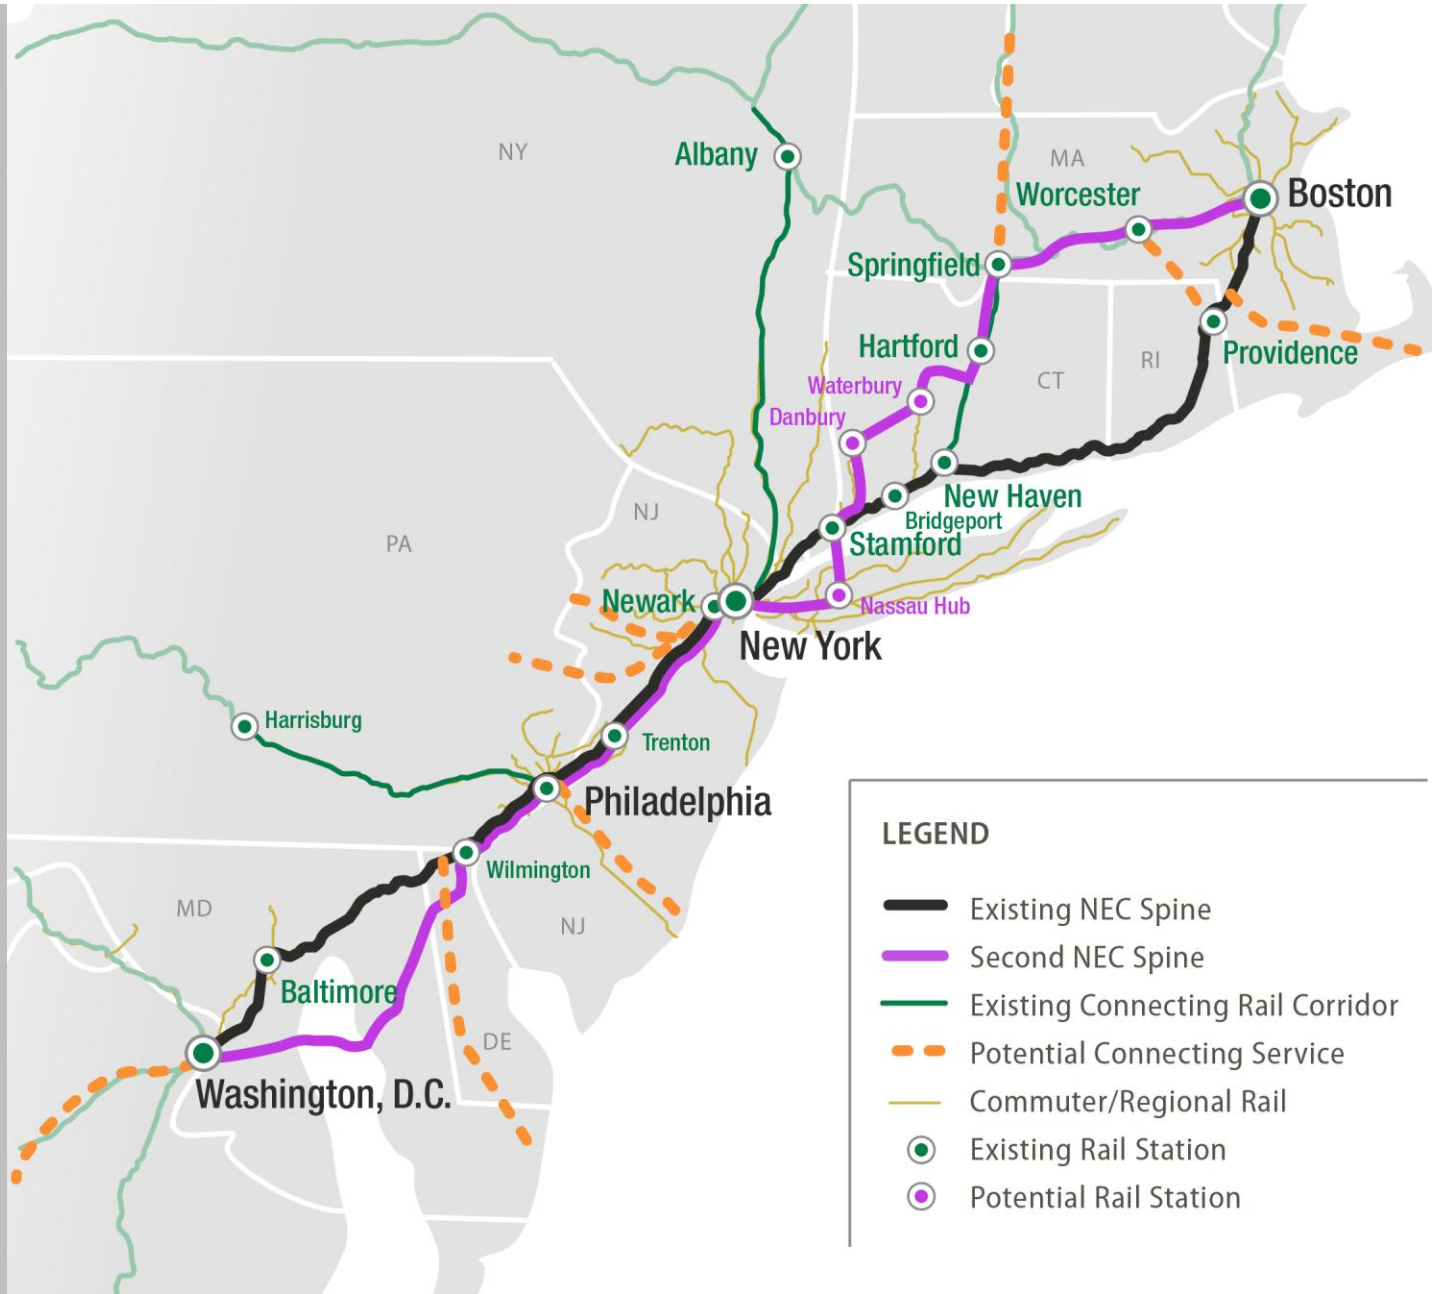 NY
Albany
MA
Worcester
Boston
Springfield
Hartford
Providence
RI
CT
Waterbury
Danbury
New Haven
Bridgeport
Stamford
NJ
PA
Newark
Nassau Hub
New York
Harrisburg
Trenton
Philadelphia
Wilmington
MD
NJ
Baltimore
DE
Washington, D.C.
LEGEND
Existing NEC Spine
Second NEC Spine
Existing Connecting Rail Corridor
Potential Connecting Service
Commuter/Regional Rail
Existing Rail Station
Potential Rail Station